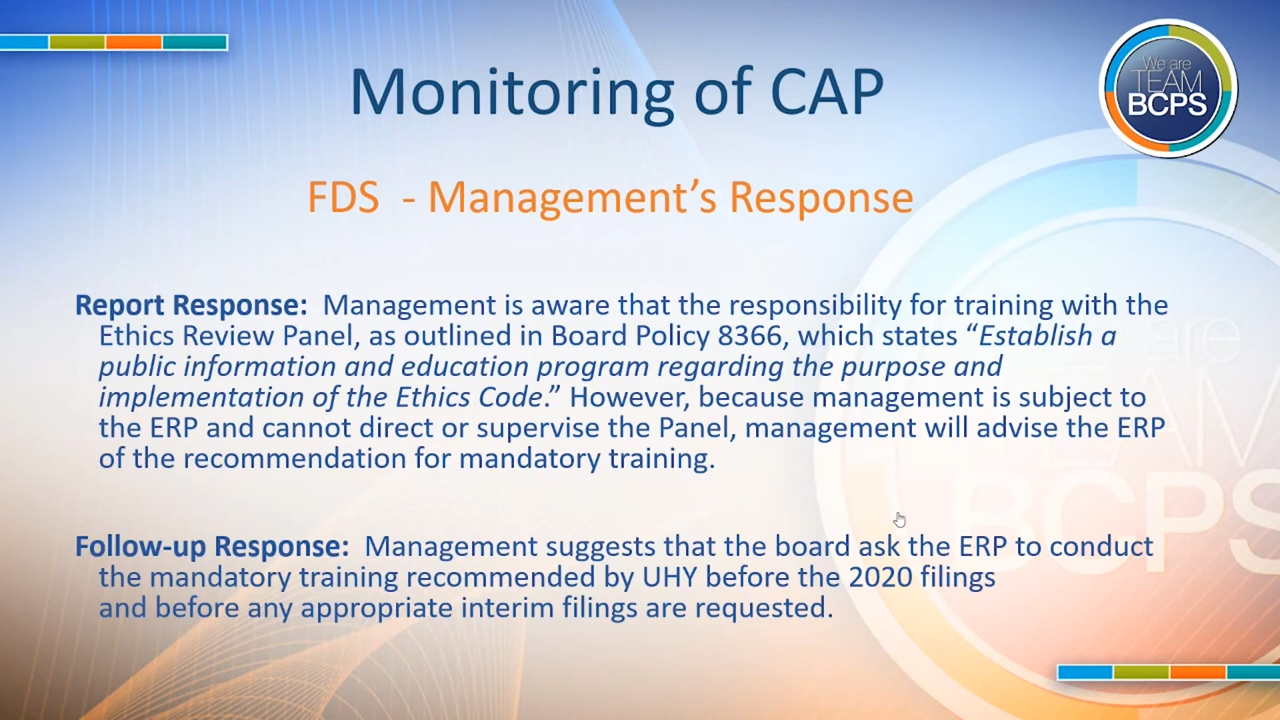 We are
TEAM
BCPS
Monitoring of CAP
FDS - Management’s Response
Report Response: Management is aware that the responsibility for training with the
Ethics Review Panel, as outlined in Board Policy 8366, which states “Establish a
public information and education program regarding the purpose and
implementation of the Ethics Code.” However, because management is subject to
the ERP and cannot direct or supervise the Panel, management will advise the ERP
of the recommendation for mandatory training.
Follow-up Response: Management suggests that the board ask the ERP to conduct
the mandatory training recommended by UHY before the 2020 filings
and before any appropriate interim filings are requested.
are
TEAM
BCPS